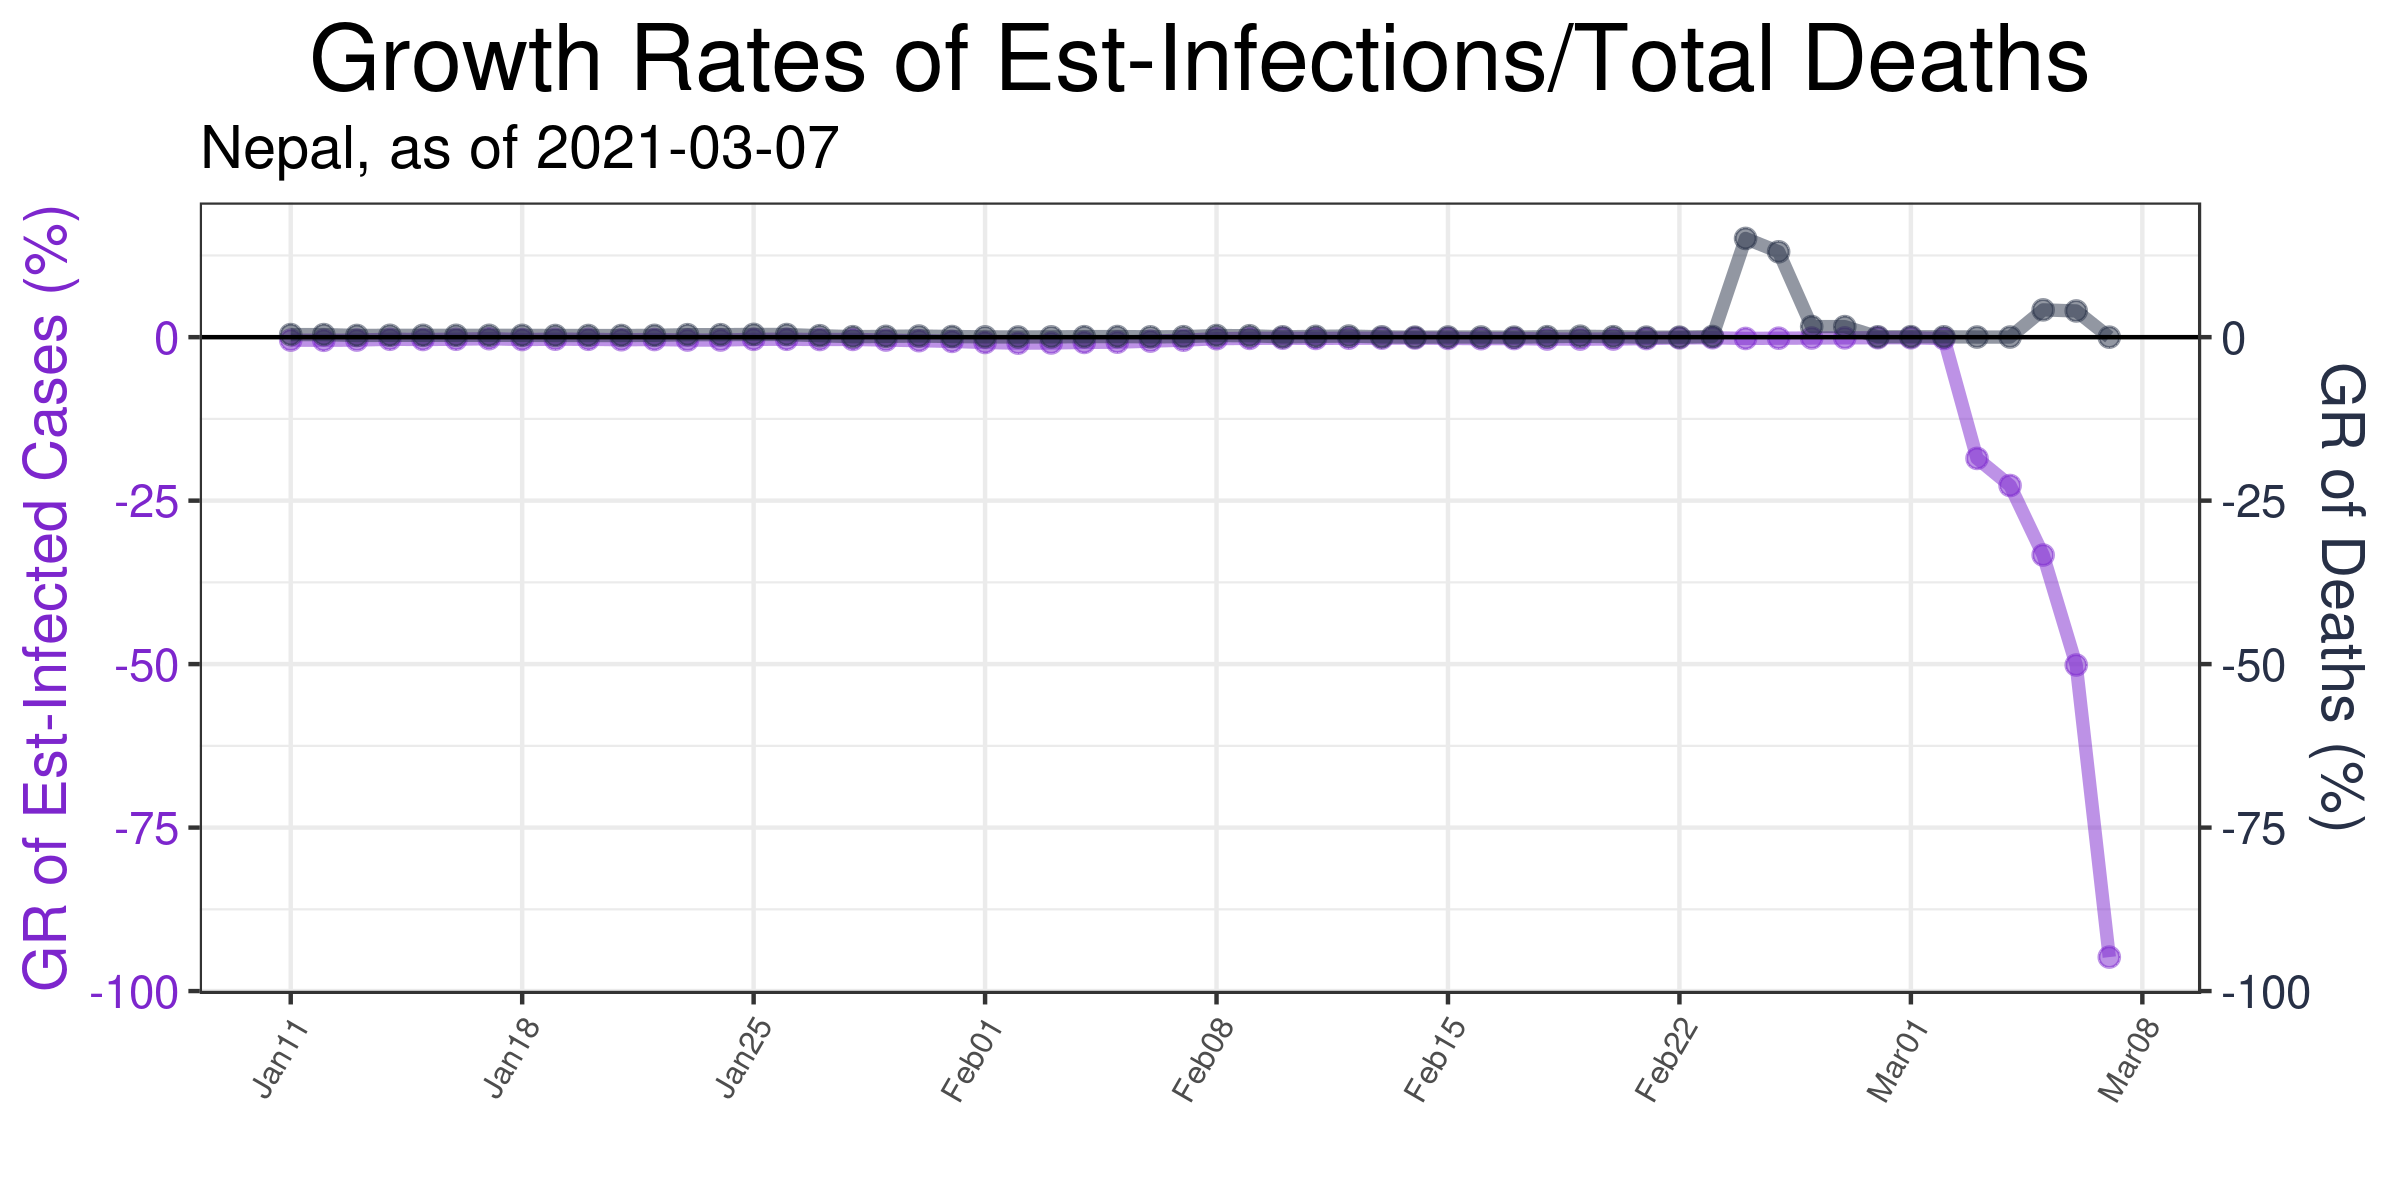 Growth Rates of Est-Infections/Total Deaths
Nepal, as of 2021-03-07
GR of Est-Infected Cases (%)
0
-25
-50
-75
-100
0
-25
-50
-75
-100
GR of Deaths (%)
Jan11
Jan18
Jan25
Feb01
Feb08
Feb15
Feb22
Mar01
Mar08